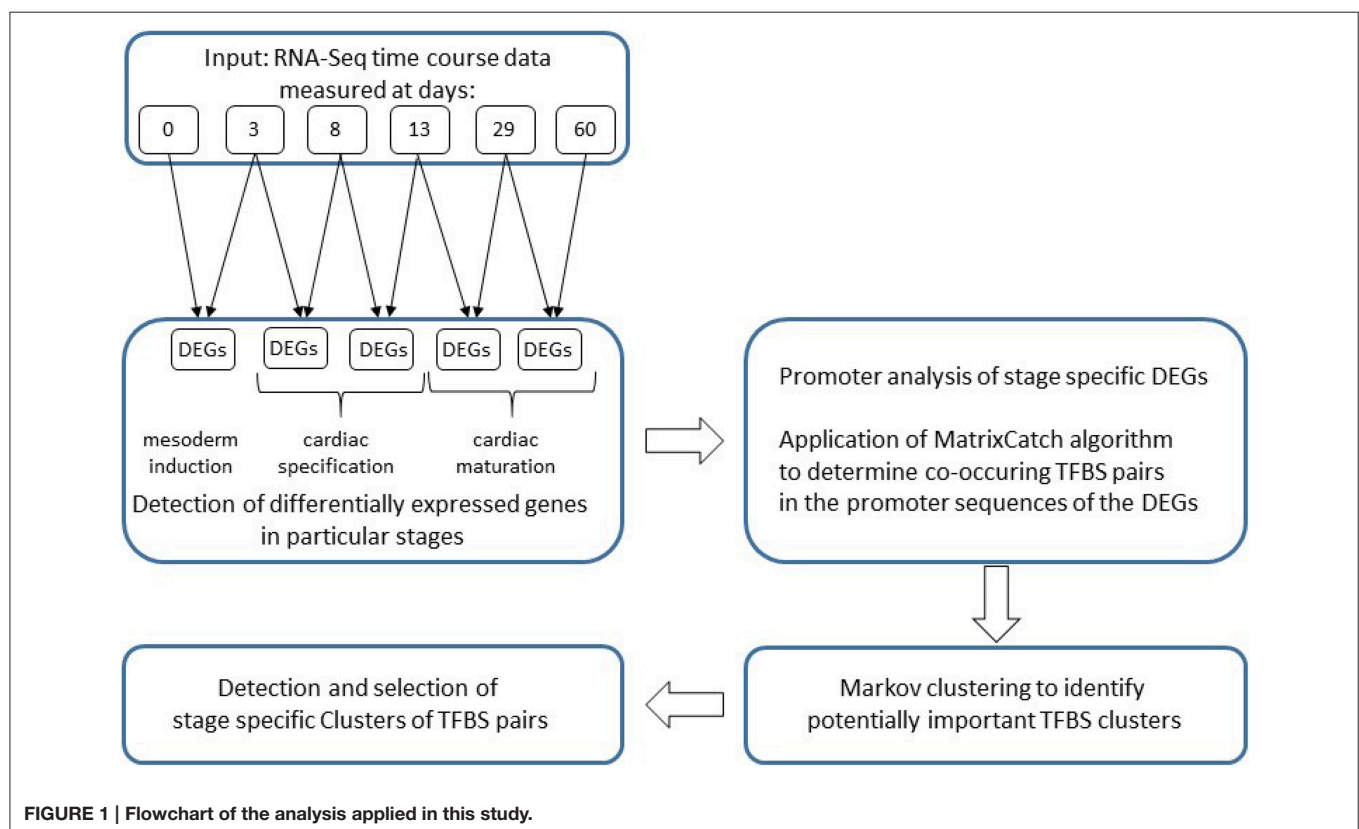 Input: RNA-Seq time course data
measured at days:
0 3 8 13 29 60
DEGs DEGs DEGs DEGs DEGs
mesoderm
induction
cardiac
specification
cardiac
maturation
Detection of differentially expressed genes
in particular stages
Promoter analysis of stage specific DEGs
Application of MatrixCatch algorithm
to determine co-occuring TFBS pairs
in the promoter sequences of the DEGs
Markov clustering to identify
potentially important TFBS clusters
Detection and selection of
stage specific Clusters of TFBS pairs
FIGURE 1 | Flowchart of the analysis applied in this study.